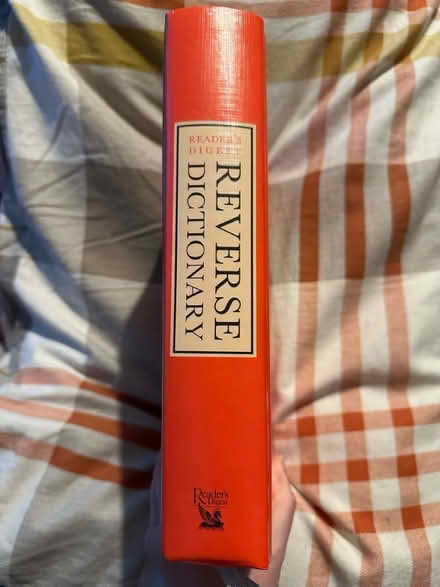 READER'S
DIGEST
REVERSE
DICTIONARY
Reader's
Digest